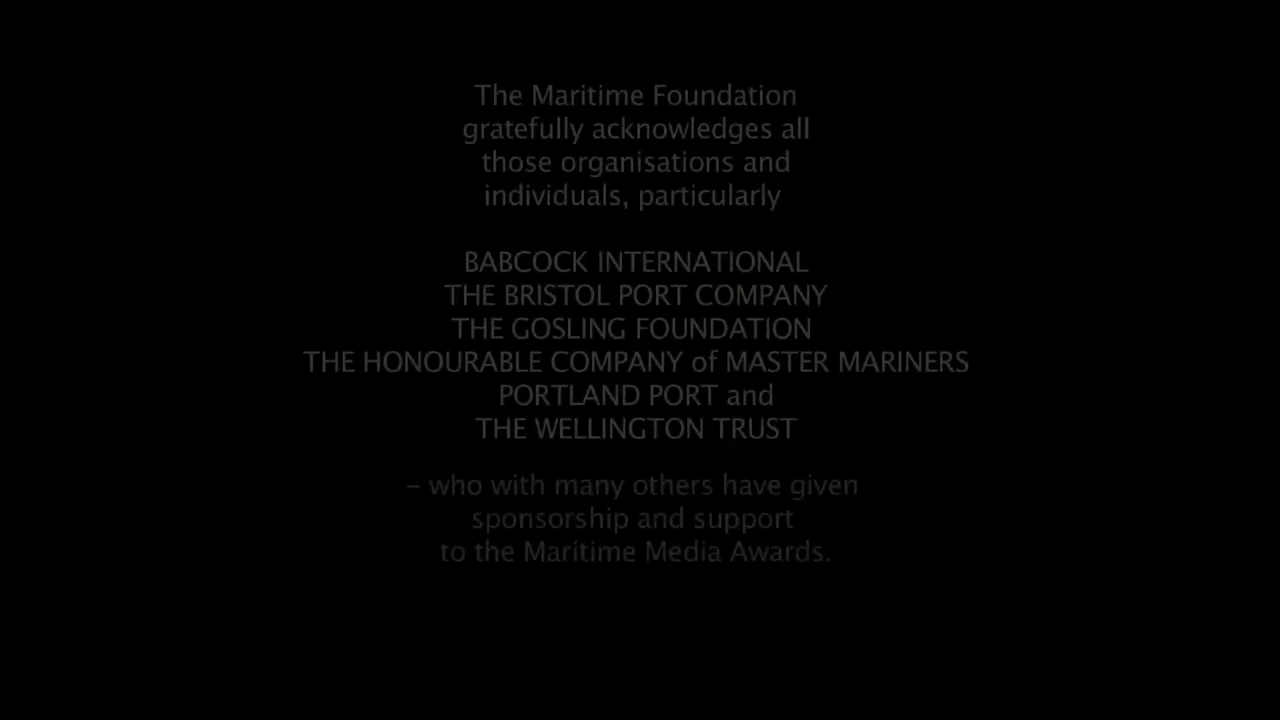 The Maritime Foundation
gratefully acknowledges all
those organisations and
individuals, particularly
BABCOCK INTERNATIONAL
THE BRISTOL PORT COMPANY
THE GOSLING FOUNDATION
THE HONOURABLE COMPANY of MASTER MARINERS
PORTLAND PORT and
THE WELLINGTON TRUST
– who with many others have given
sponsorship and support
to the Maritime Media Awards.